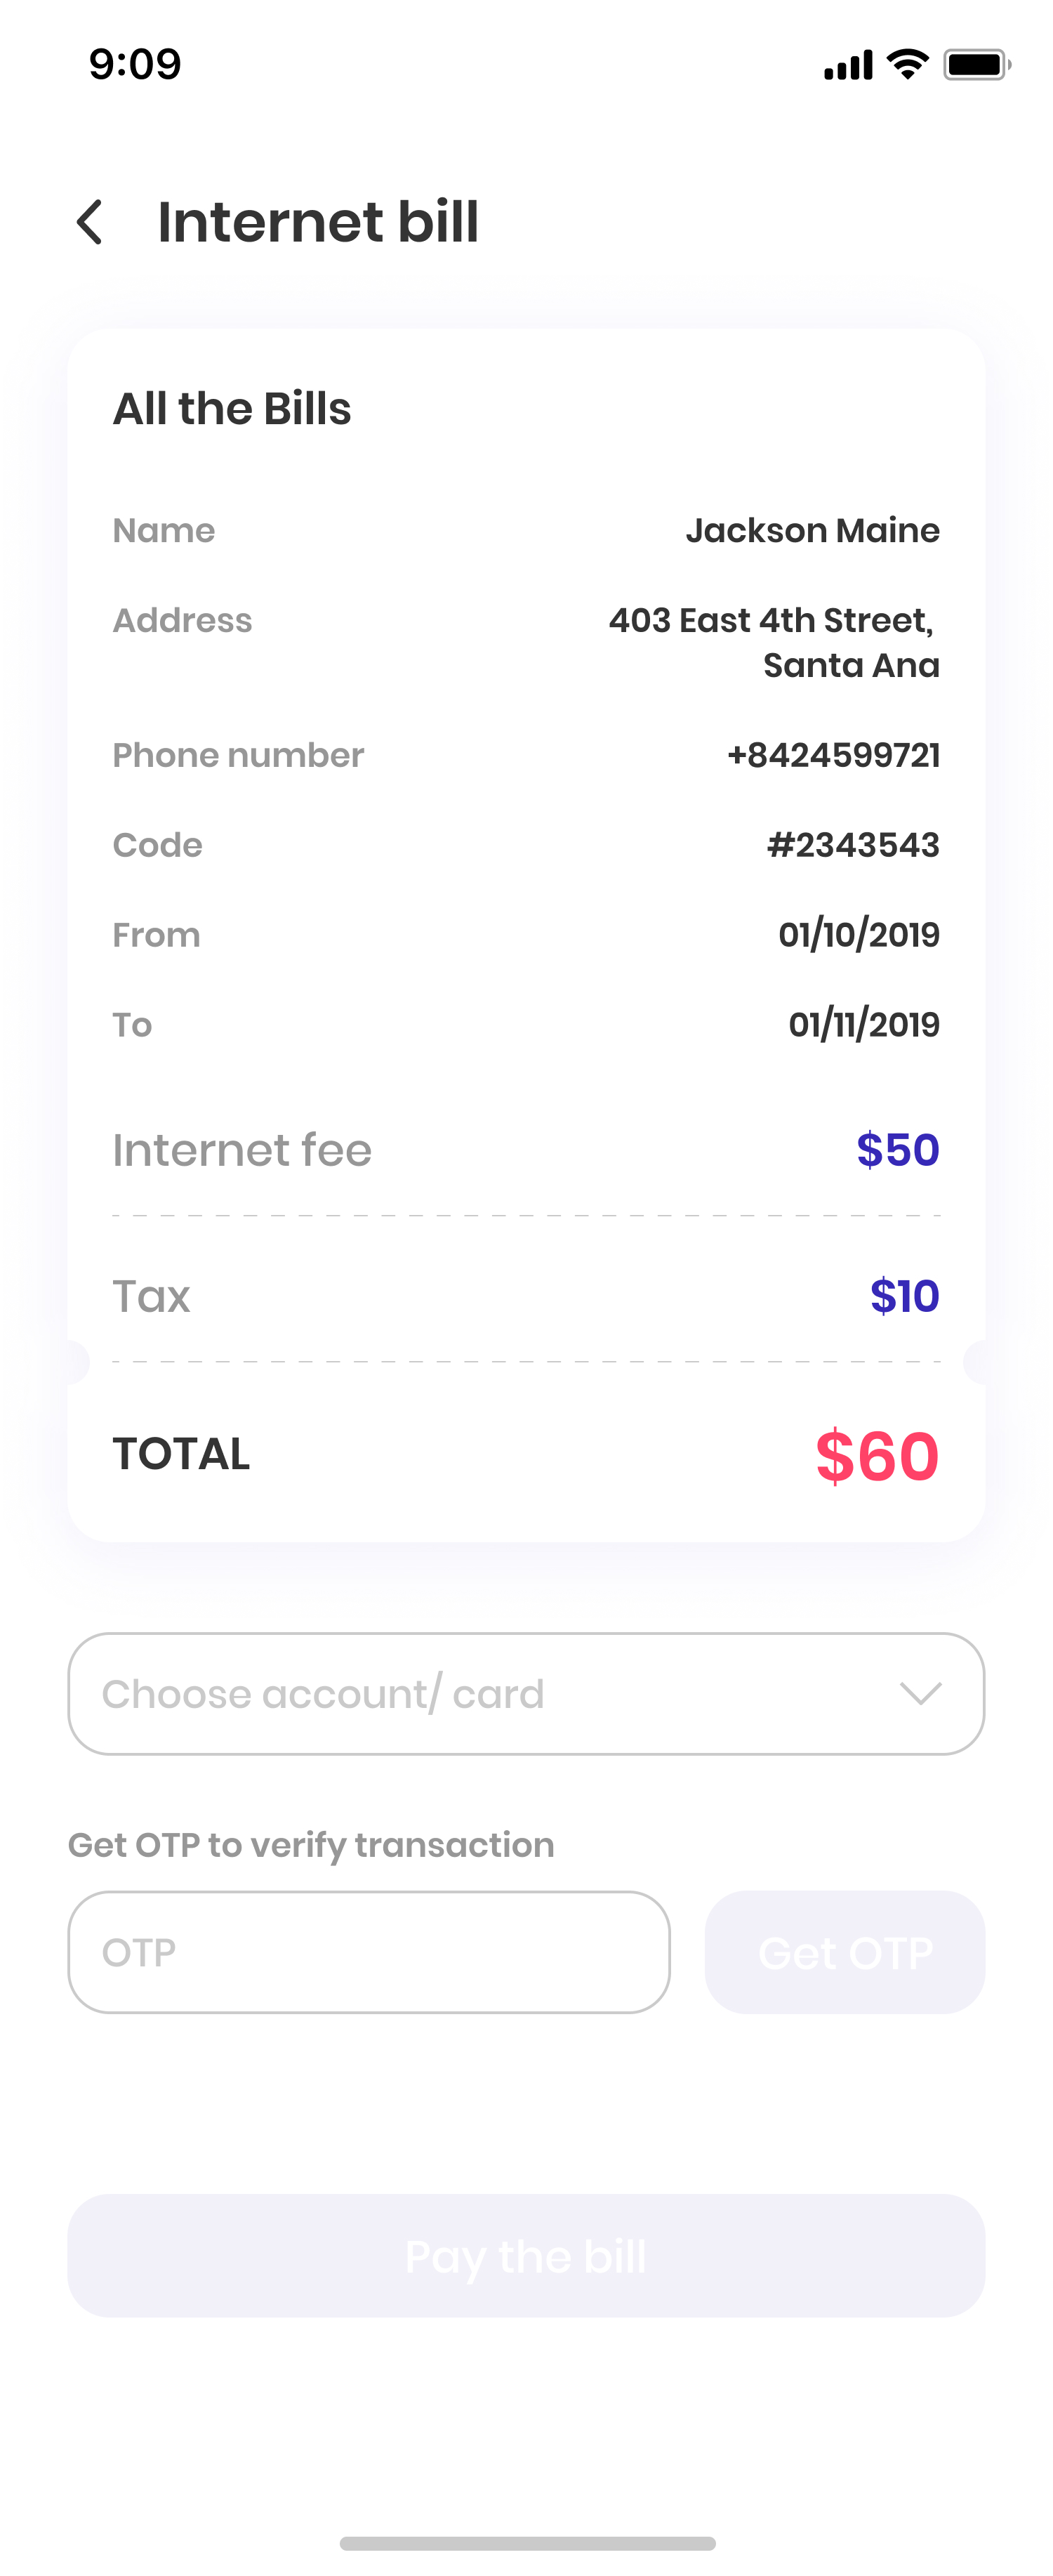 9:09
Internet bill
All the Bills
Name Jackson Maine
Address 403 East 4th Street,
Santa Ana
Phone number +8424599721
Code #2343543
From 01/10/2019
To 01/11/2019
Internet fee $50
Tax $10
TOTAL $60
Choose account/ card
Get OTP to verify transaction
OTP Get OTP
Pay the bill